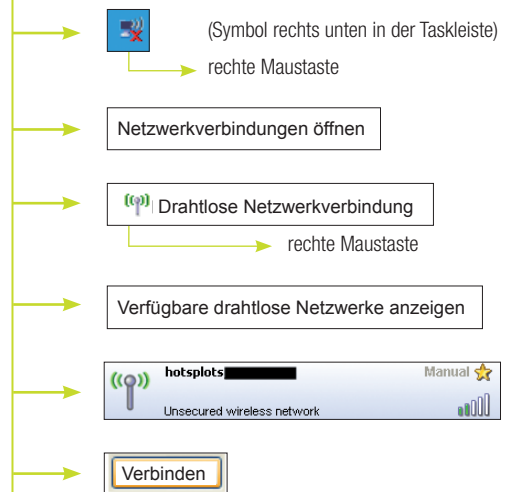 (Symbol rechts unten in der Taskleiste)
rechte Maustaste
Netzwerkverbindungen öffnen
Drahtlose Netzwerkverbindung
rechte Maustaste
Verfügbare drahtlose Netzwerke anzeigen
hotsplots Manual
Unsecured wireless network
Verbinden